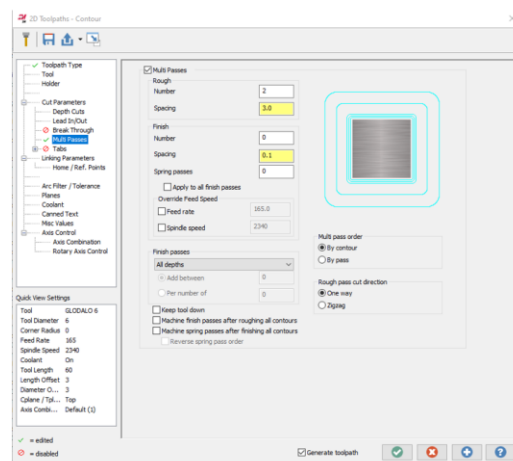 2D Toolpaths - Contour
Toolpath Type
Tool
Holder
Cut Parameters
Depth Cuts
Lead In/Out
Break Through
Multi Passes
Tabs
Linking Parameters
Home / Ref. Points
Arc Filter / Tolerance
Planes
Coolant
Canned Text
Misc Values
Axis Control
Axis Combination
Rotary Axis Control
Quick View Settings
Tool GLODALO 6
Tool Diameter 6
Corner Radius 0
Feed Rate 165
Spindle Speed 2340
Coolant On
Tool Length 60
Length Offset 3
Diameter O... 3
Cplane / Tpl... Top
Axis Combi... Default (1)
= edited
= disabled
Multi Passes
Rough
Number 2
Spacing 3.0
Finish
Number 0
Spacing 0.1
Spring passes 0
Apply to all finish passes
Override Feed Speed
Feed rate 165.0
Spindle speed 2340
Finish passes
All depths
Add between 0
Per number of 0
Keep tool down
Machine finish passes after roughing all contours
Machine spring passes after finishing all contours
Reverse spring pass order
Multi pass order
By contour
By pass
Rough pass cut direction
One way
Zigzag
Generate toolpath